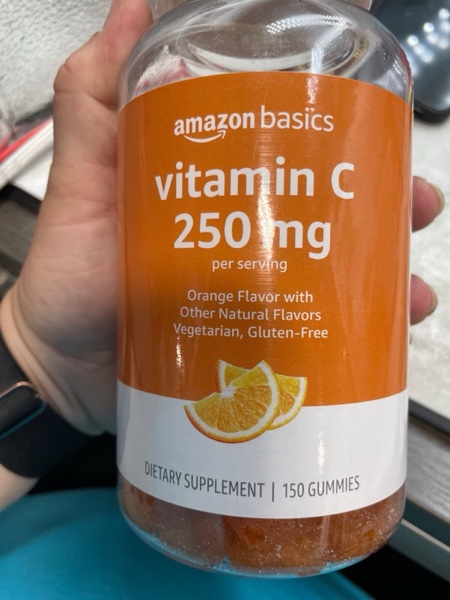 amazon basics
vitamin C
250 mg
per serving
Orange Flavor with
Other Natural Flavors
Vegetarian, Gluten-Free
DIETARY SUPPLEMENT | 150 GUMMIES